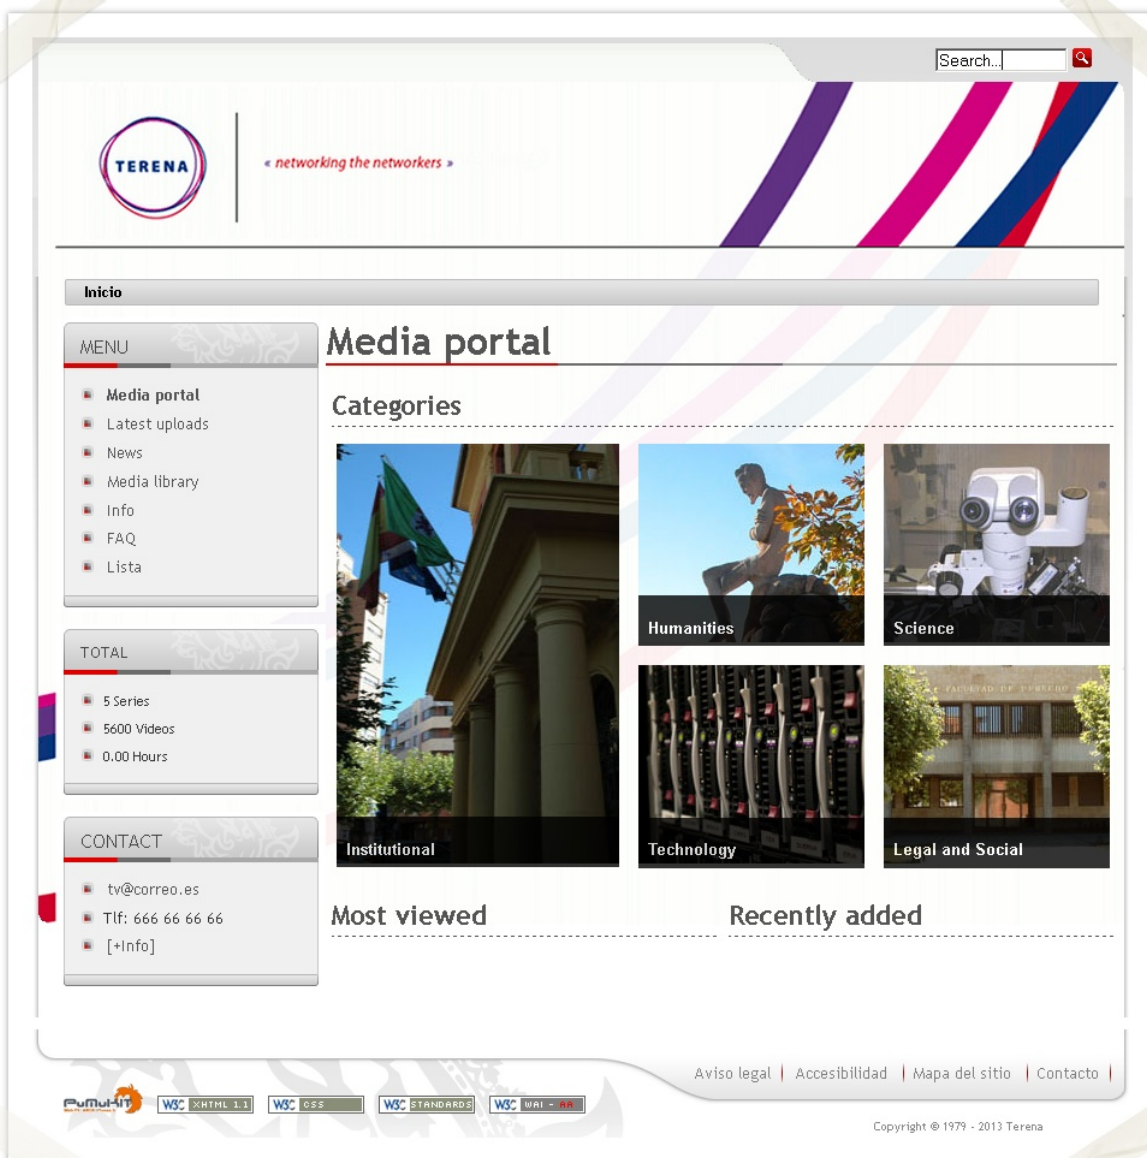 Search...
TERENA
« networking the networkers »
Inicio
MENU
Media portal
Latest uploads
News
Media library
Info
FAQ
Lista
TOTAL
5 Series
5600 Videos
0.00 Hours
CONTACT
tv@correo.es
Tlf: 666 66 66 66
[+Info]
Media portal
Categories
Institutional
Humanities
Science
FACULTAD DE DERECHO
Technology
Legal and Social
Most viewed
Recently added
PuMuKIT
W3C XHTML 1.1
W3C CSS
W3C STANDARDS
W3C WAI - AA
Aviso legal | Accesibilidad | Mapa del sitio | Contacto |
Copyright © 1979 - 2013 Terena